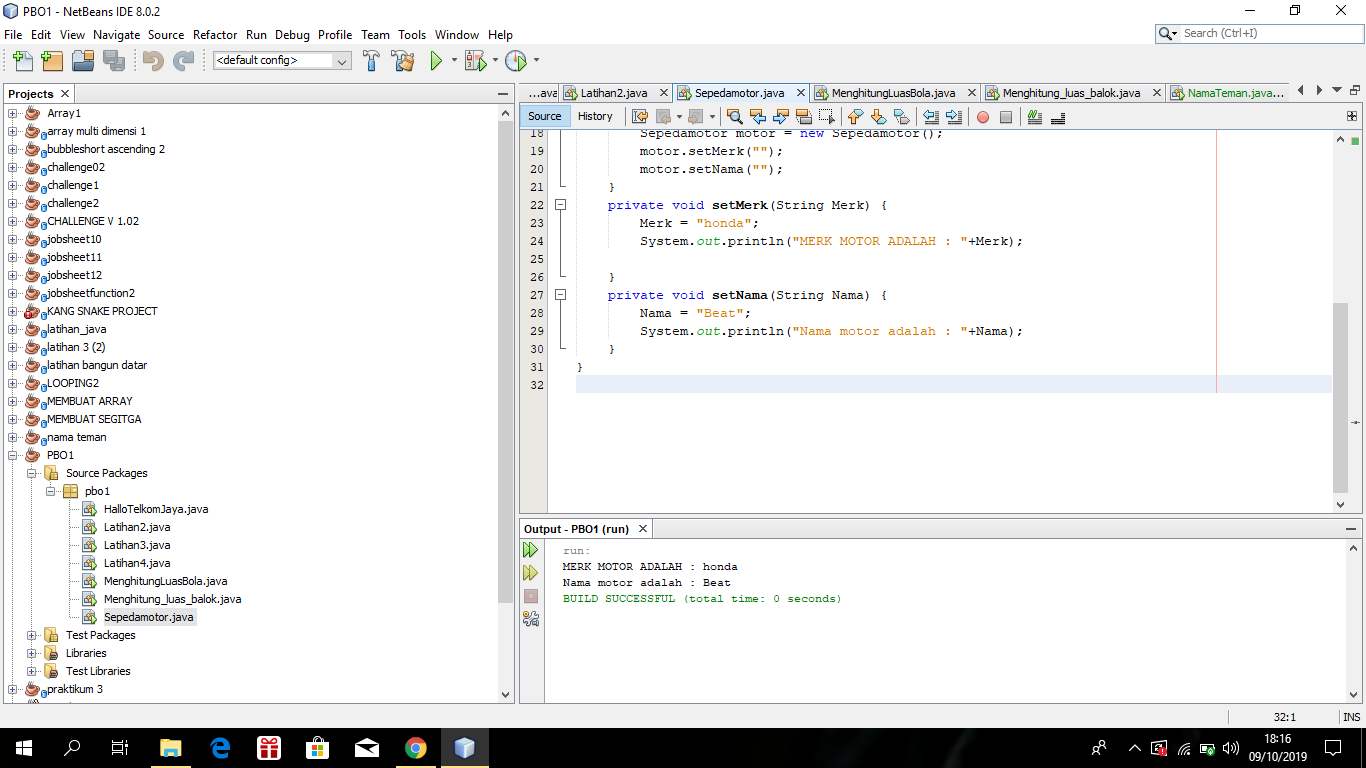 PBO1 - NetBeans IDE 8.0.2
File Edit View Navigate Source Refactor Run Debug Profile Team Tools Window Help
Search (Ctrl+I)
<default config>
Projects
Array1
array multi dimensi 1
bubbleshort ascending 2
challenge02
challenge1
challenge2
CHALLENGE V 1.02
jobsheet10
jobsheet11
jobsheet12
jobsheetfunction2
KANG SNAKE PROJECT
latihan_java
latihan 3 (2)
latihan bangun datar
LOOPING2
MEMBUAT ARRAY
MEMBUAT SEGITGA
nama teman
PBO1
Source Packages
pbo1
HalloTelkomJaya.java
Latihan2.java
Latihan3.java
Latihan4.java
MenghitungLuasBola.java
Menghitung_luas_balok.java
Sepedamotor.java
Test Packages
Libraries
Test Libraries
praktikum 3
...ava Latihan2.java Sepedamotor.java MenghitungLuasBola.java Menghitung_luas_balok.java NamaTeman.java...
Source History
18 Sepedamotor motor = new Sepedamotor();
19 motor.setMerk("");
20 motor.setNama("");
21 }
22 private void setMerk(String Merk) {
23 Merk = "honda";
24 System.out.println("MERK MOTOR ADALAH : "+Merk);
25
26 }
27 private void setNama(String Nama) {
28 Nama = "Beat";
29 System.out.println("Nama motor adalah : "+Nama);
30 }
31 }
32
Output - PBO1 (run)
run:
MERK MOTOR ADALAH : honda
Nama motor adalah : Beat
BUILD SUCCESSFUL (total time: 0 seconds)
32:1 INS
18:16
09/10/2019